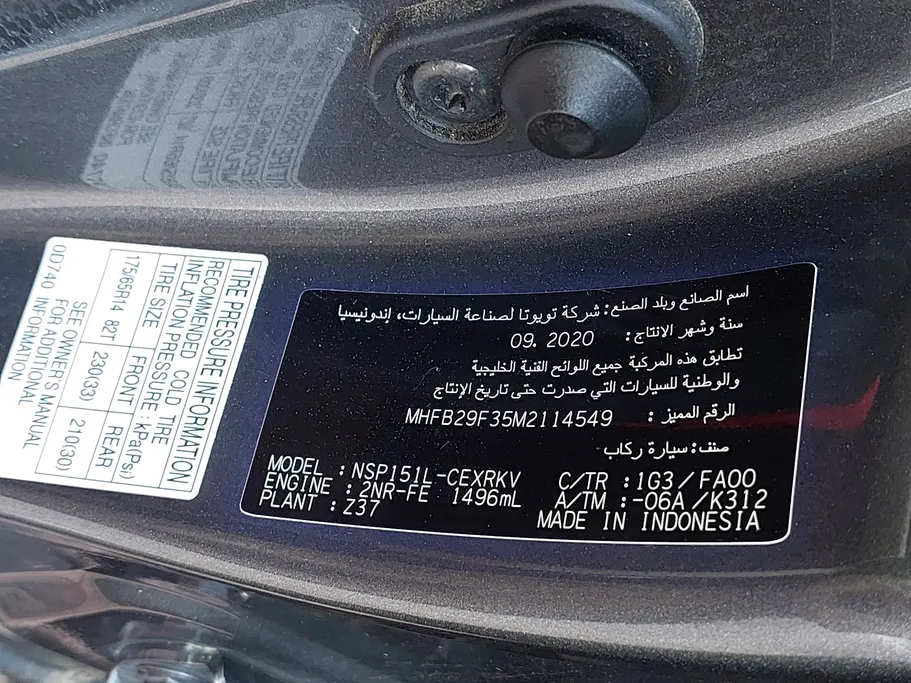 TIRE PRESSURE INFORMATION
RECOMMENDED COLD TIRE
INFLATION PRESSURE : kPa(Psi)
TIRE SIZE FRONT REAR
175/65R14 82T 230(33) 210(30)
SEE OWNER'S MANUAL
FOR ADDITIONAL
INFORMATION
0D740
اسم الصانع وبلد الصنع: شركة تويوتا لصناعة السيارات، إندونيسيا
سنة وشهر الإنتاج: 09. 2020
تطابق هذه المركبة جميع اللوائح الفنية الخليجية
والوطنية للسيارات التي صدرت حتى تاريخ الإنتاج
الرقم المميز : MHFB29F35M2114549
صنف: سيارة ركاب
MODEL : NSP151L-CEXRKV C/TR : 1G3/FA00
ENGINE : 2NR-FE 1496mL A/TM : -06A/K312
PLANT : Z37 MADE IN INDONESIA